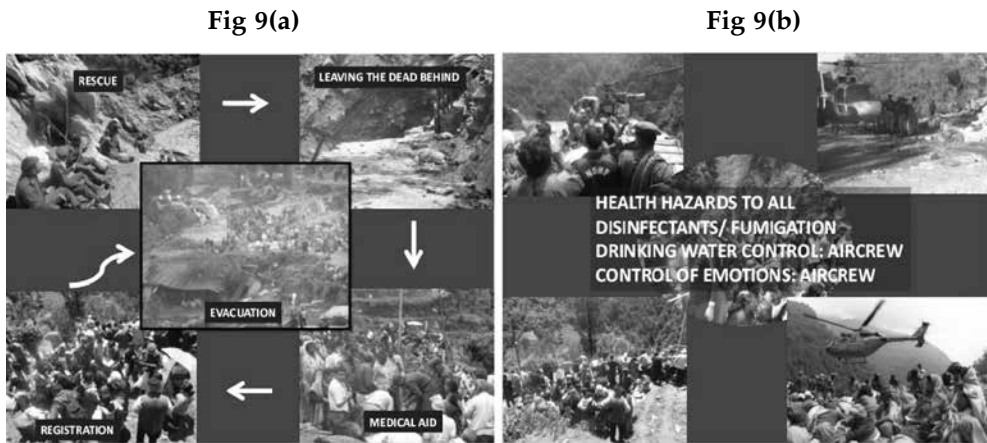 Fig 9(a)
Fig 9(b)
RESCUE
LEAVING THE DEAD BEHIND
EVACUATION
REGISTRATION
MEDICAL AID
HEALTH HAZARDS TO ALL
DISINFECTANTS/ FUMIGATION
DRINKING WATER CONTROL: AIRCREW
CONTROL OF EMOTIONS: AIRCREW